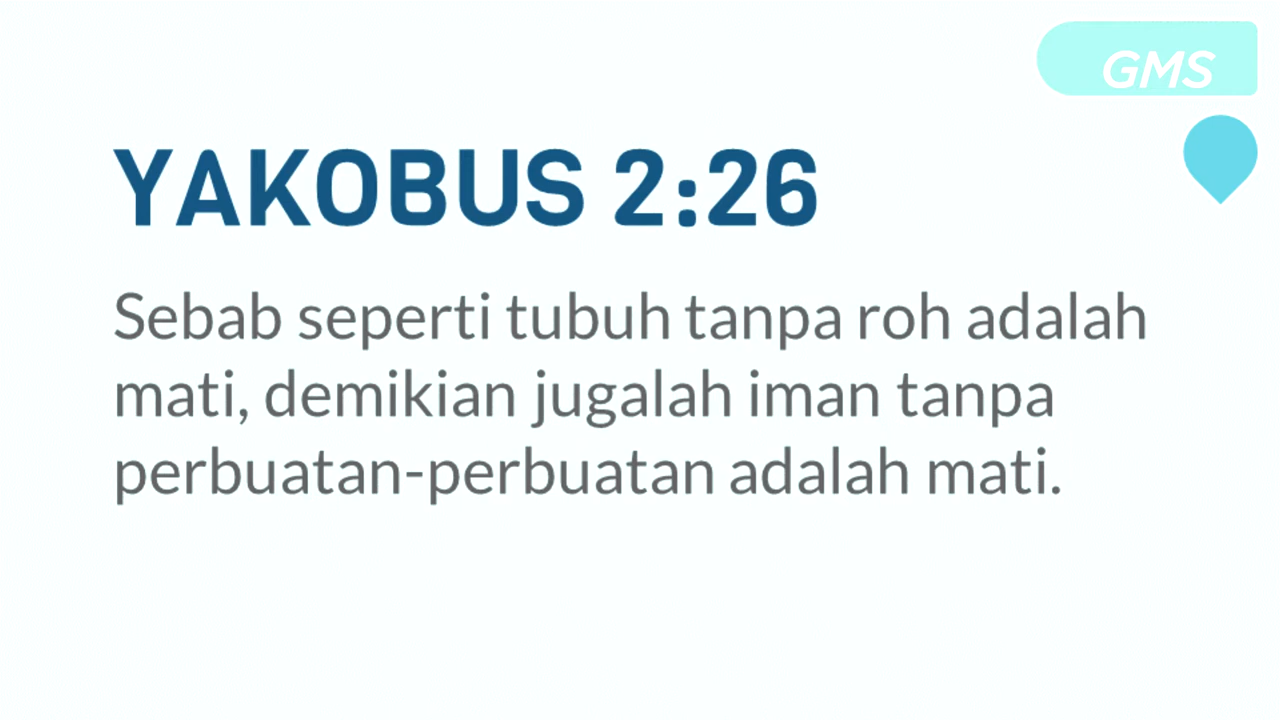 GMS
YAKOBUS 2:26
Sebab seperti tubuh tanpa roh adalah
mati, demikian jugalah iman tanpa
perbuatan-perbuatan adalah mati.